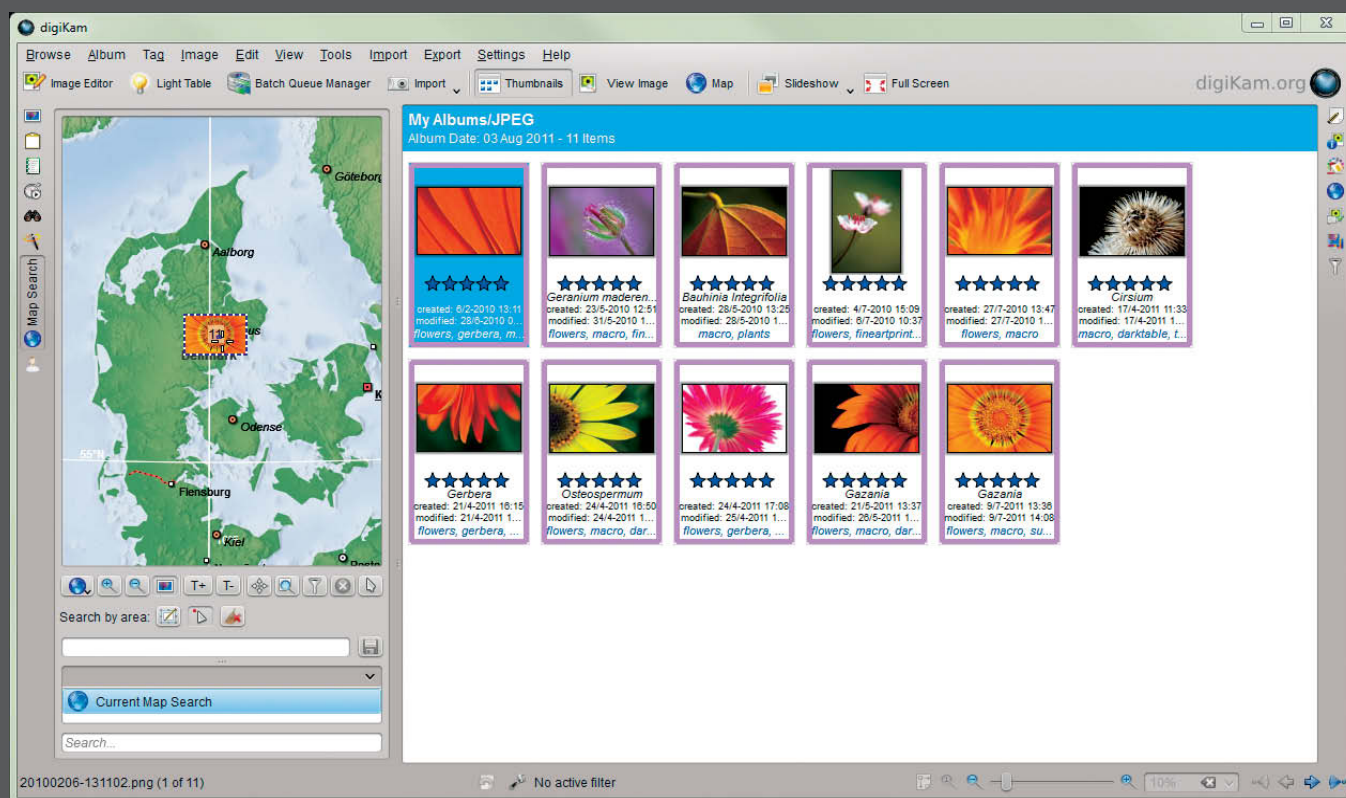 digiKam
Browse Album Tag Image Edit View Tools Import Export Settings Help
Image Editor Light Table Batch Queue Manager Import Thumbnails View Image Map Slideshow Full Screen digiKam.org
Map Search
Göteborg
Aalborg
11
Denmark
Odense
55°N
Flensburg
Kiel
T+ T-
Search by area:
Current Map Search
Search...
My Albums/JPEG
Album Date: 03 Aug 2011 - 11 Items
created: 6/2-2010 13:11
modified: 28/6-2010 0...
flowers, gerbera, m...
Geranium maderen...
created: 23/5-2010 12:51
modified: 31/5-2010 1...
flowers, macro, fin...
Bauhinia Integrifolia
created: 28/5-2010 13:25
modified: 28/5-2010 1...
macro, plants
created: 4/7-2010 15:09
modified: 6/7-2010 10:37
flowers, fineartprint...
created: 27/7-2010 13:47
modified: 27/7-2010 1...
flowers, macro
Cirsium
created: 17/4-2011 11:33
modified: 17/4-2011 1...
macro, darktable, t...
Gerbera
created: 21/4-2011 16:15
modified: 21/4-2011 1...
flowers, gerbera, ...
Osteospermum
created: 24/4-2011 16:50
modified: 24/4-2011 1...
flowers, macro, dar...
created: 24/4-2011 17:08
modified: 25/4-2011 1...
flowers, gerbera, ...
Gazania
created: 21/5-2011 13:37
modified: 26/5-2011 1...
flowers, macro, dar...
Gazania
created: 9/7-2011 13:36
modified: 9/7-2011 14:08
flowers, macro, su...
20100206-131102.png (1 of 11) No active filter 10%